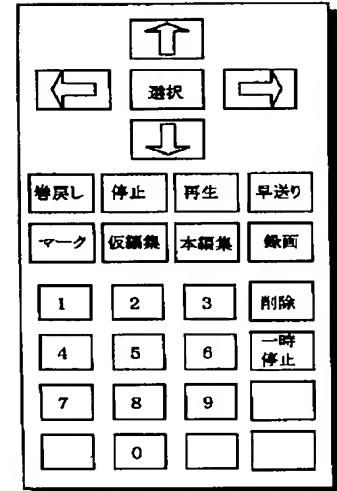 選択
巻戻し 停止 再生 早送り
マーク 仮編集 本編集 録画
1 2 3 削除
4 5 6 一時停止
7 8 9
0